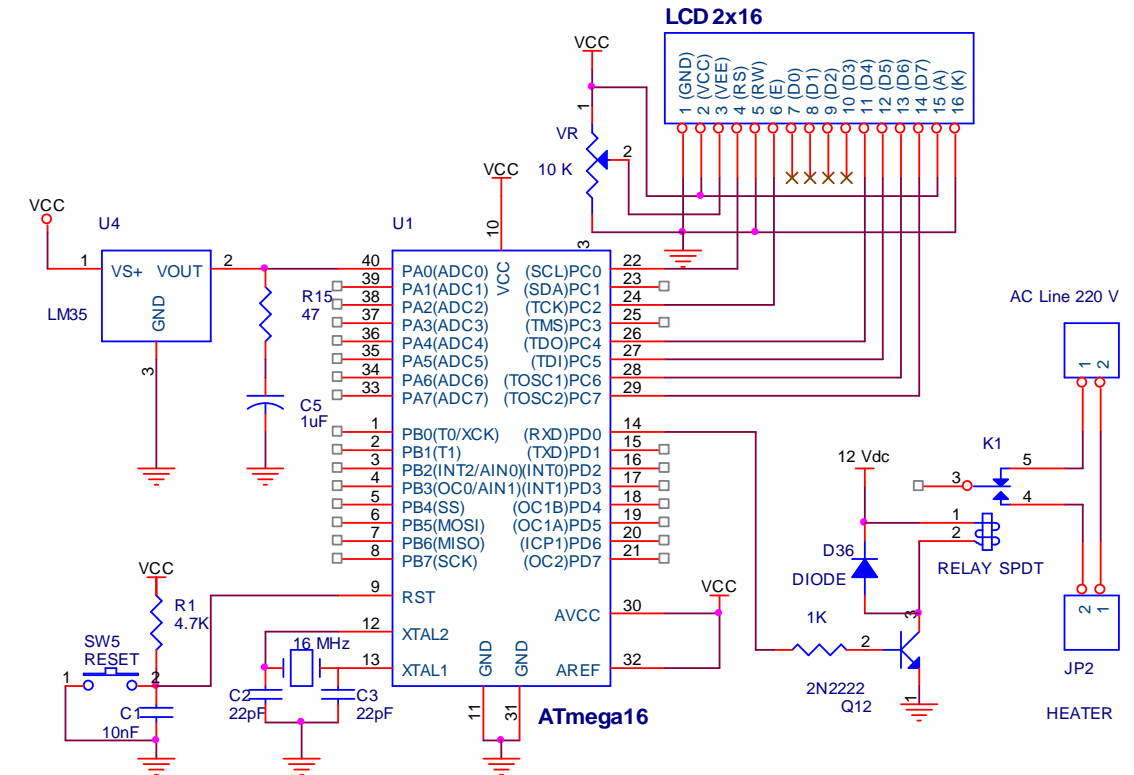 LCD 2x16
VCC
1 (GND)
2 (VCC)
3 (VEE)
4 (RS)
5 (RW)
6 (E)
7 (D0)
8 (D1)
9 (D2)
10 (D3)
11 (D4)
12 (D5)
13 (D6)
14 (D7)
15 (A)
16 (K)
1
VR
2
10 K
3
VCC
10
VCC
U4
1
VS+
VOUT
2
GND
LM35
3
R15
47
C5
1uF
U1
VCC
40 PA0(ADC0)
39 PA1(ADC1)
38 PA2(ADC2)
37 PA3(ADC3)
36 PA4(ADC4)
35 PA5(ADC5)
34 PA6(ADC6)
33 PA7(ADC7)
1 PB0(T0/XCK)
2 PB1(T1)
3 PB2(INT2/AIN0)
4 PB3(OC0/AIN1)
5 PB4(SS)
6 PB5(MOSI)
7 PB6(MISO)
8 PB7(SCK)
9 RST
12 XTAL2
13 XTAL1
(SCL)PC0 22
(SDA)PC1 23
(TCK)PC2 24
(TMS)PC3 25
(TDO)PC4 26
(TDI)PC5 27
(TOSC1)PC6 28
(TOSC2)PC7 29
(RXD)PD0 14
(TXD)PD1 15
(INT0)PD2 16
(INT1)PD3 17
(OC1B)PD4 18
(OC1A)PD5 19
(ICP1)PD6 20
(OC2)PD7 21
AVCC 30
AREF 32
GND
GND
11
31
ATmega16
VCC
VCC
R1
4.7K
SW5
RESET
1
2
C1
10nF
16 MHz
C2
22pF
C3
22pF
AC Line 220 V
1
2
K1
5
3
4
12 Vdc
1
2
D36
DIODE
RELAY SPDT
1K
2
3
1
2N2222
Q12
2
1
JP2
HEATER